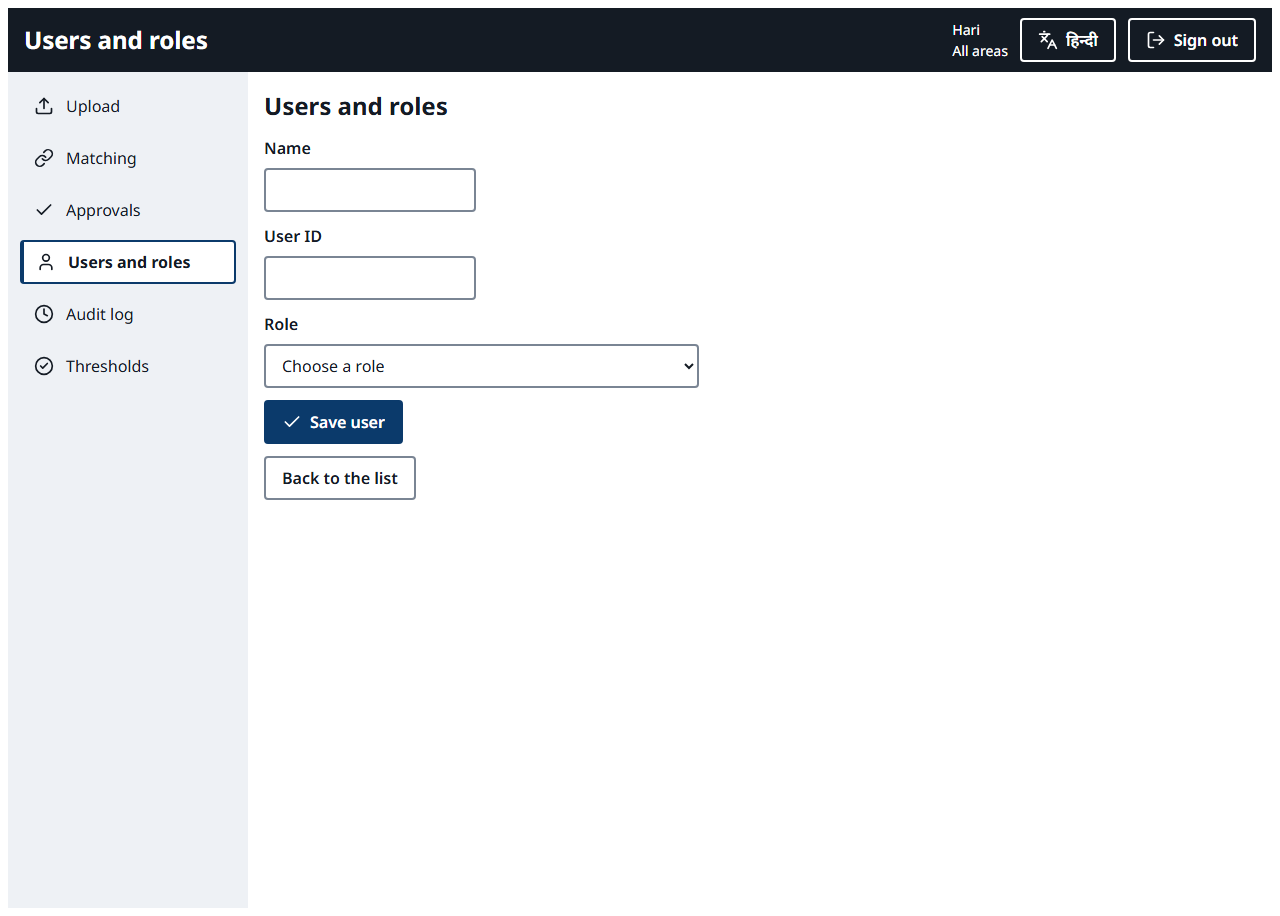 Users and roles
Hari
All areas
हिन्दी
Sign out
Upload
Matching
Approvals
Users and roles
Audit log
Thresholds
Users and roles
Name
User ID
Role
Choose a role
Save user
Back to the list